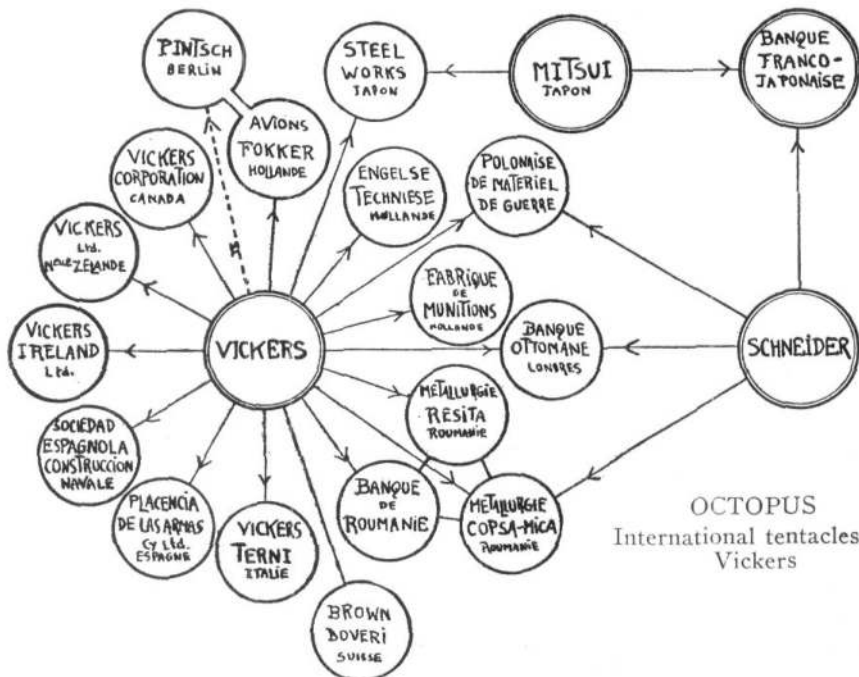 PINTSCH
BERLIN
STEEL
WORKS
JAPON
MITSUI
JAPON
BANQUE
FRANCO-
JAPONAISE
AVIONS
FOKKER
HOLLANDE
VICKERS
CORPORATION
CANADA
ENGELSE
TECHNIESE
HOLLANDE
POLONAISE
DE MATERIEL
DE GUERRE
VICKERS
Ltd.
Nelle ZELANDE
FABRIQUE
DE
MUNITIONS
HOLLANDE
VICKERS
IRELAND
Ltd.
VICKERS
BANQUE
OTTOMANE
LONDRES
SCHNEIDER
METALLURGIE
RESITA
ROUMANIE
SOCIEDAD
ESPAGNOLA
CONSTRUCCION
NAVALE
PLACENCIA
DE LAS ARMAS
Cy Ltd.
ESPAGNE
VICKERS
TERNI
ITALIE
BANQUE
DE
ROUMANIE
METALLURGIE
COPSA-MICA
ROUMANIE
BROWN
BOVERI
SUISSE
OCTOPUS
International tentacles
Vickers